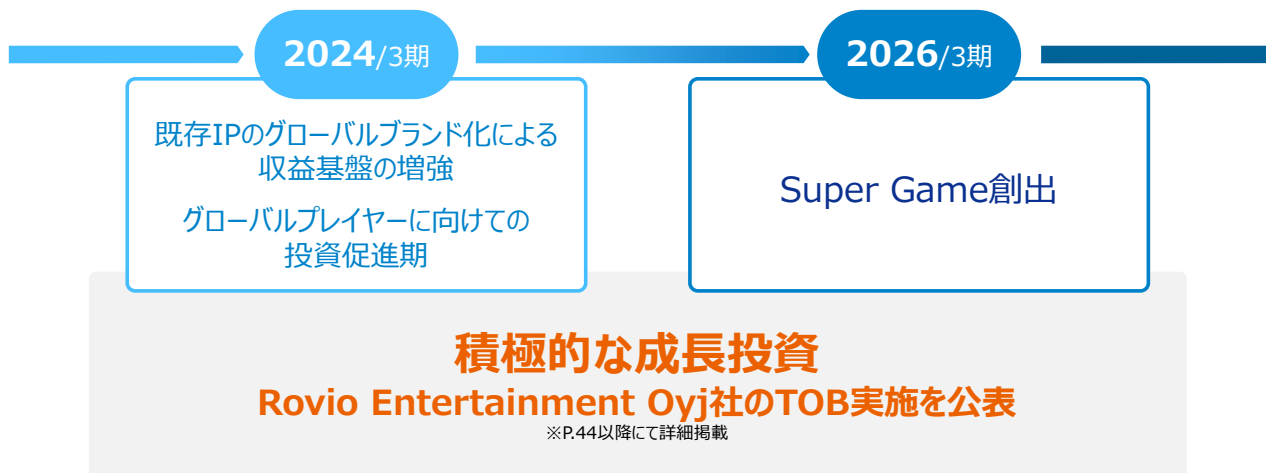 2024/3期
既存IPのグローバルブランド化による
収益基盤の増強
グローバルプレイヤーに向けての
投資促進期
2026/3期
Super Game創出
積極的な成長投資
Rovio Entertainment Oyj社のTOB実施を公表
※P.44以降にて詳細掲載